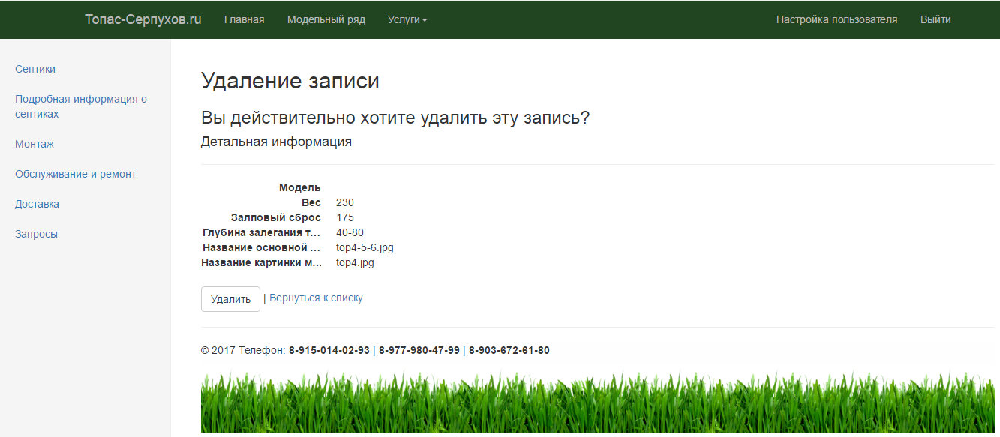 Топас-Серпухов.ru Главная Модельный ряд Услуги Настройка пользователя Выйти
Септики
Подробная информация о
септиках
Монтаж
Обслуживание и ремонт
Доставка
Запросы
Удаление записи
Вы действительно хотите удалить эту запись?
Детальная информация
Модель
Вес 230
Залповый сброс 175
Глубина залегания т... 40-80
Название основной ... top4-5-6.jpg
Название картинки м... top4.jpg
Удалить | Вернуться к списку
© 2017 Телефон: 8-915-014-02-93 | 8-977-980-47-99 | 8-903-672-61-80